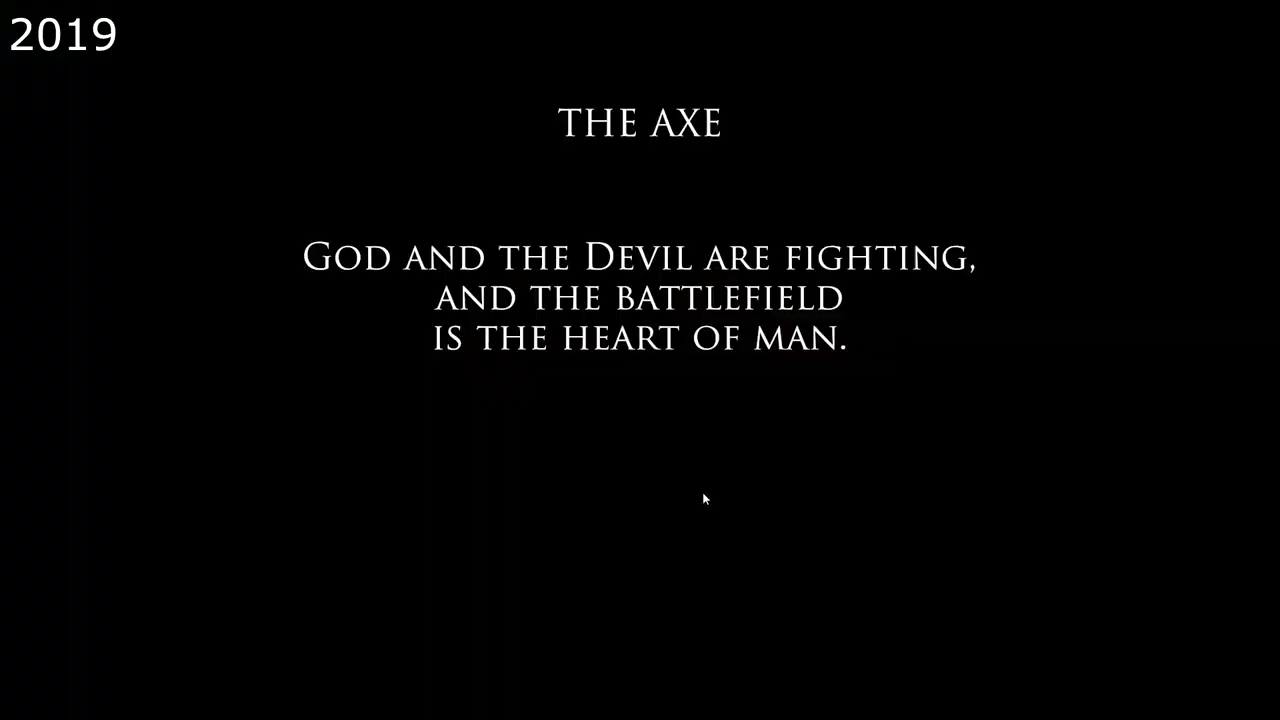 2019
THE AXE
GOD AND THE DEVIL ARE FIGHTING,
AND THE BATTLEFIELD
IS THE HEART OF MAN.